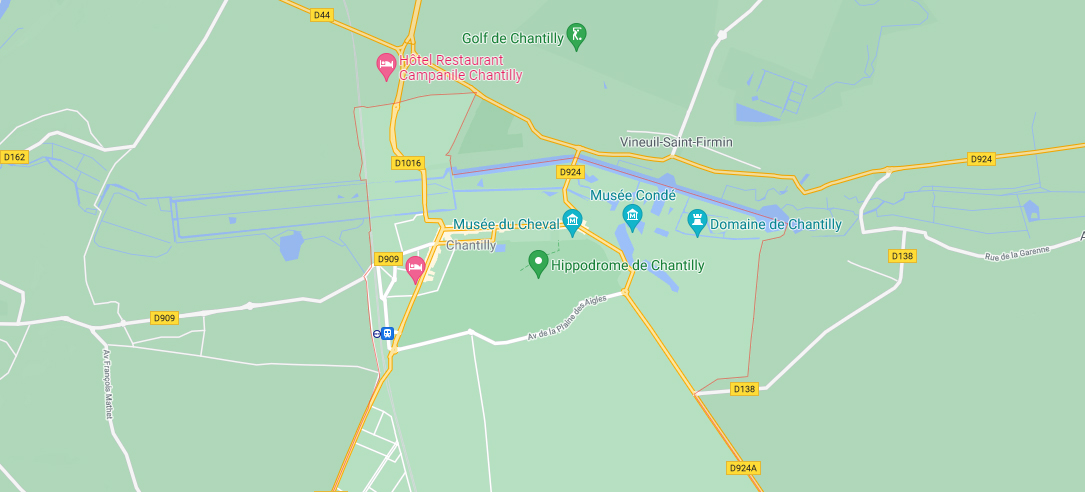 D44
Golf de Chantilly
Hôtel Restaurant
Campanile Chantilly
Vineuil-Saint-Firmin
D162
D1016
D924
D924
Musée Condé
Musée du Cheval
Domaine de Chantilly
Chantilly
D909
Hippodrome de Chantilly
D138
Rue de la Garenne
Av de la Plaine des Aigles
D909
Av François Mathet
D138
D924A